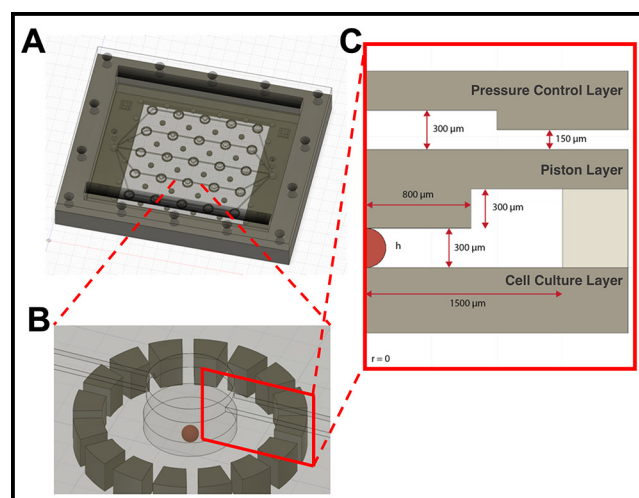 A
C
Pressure Control Layer
300 µm
150 µm
Piston Layer
800 µm
300 µm
h
300 µm
Cell Culture Layer
1500 µm
r = 0
B